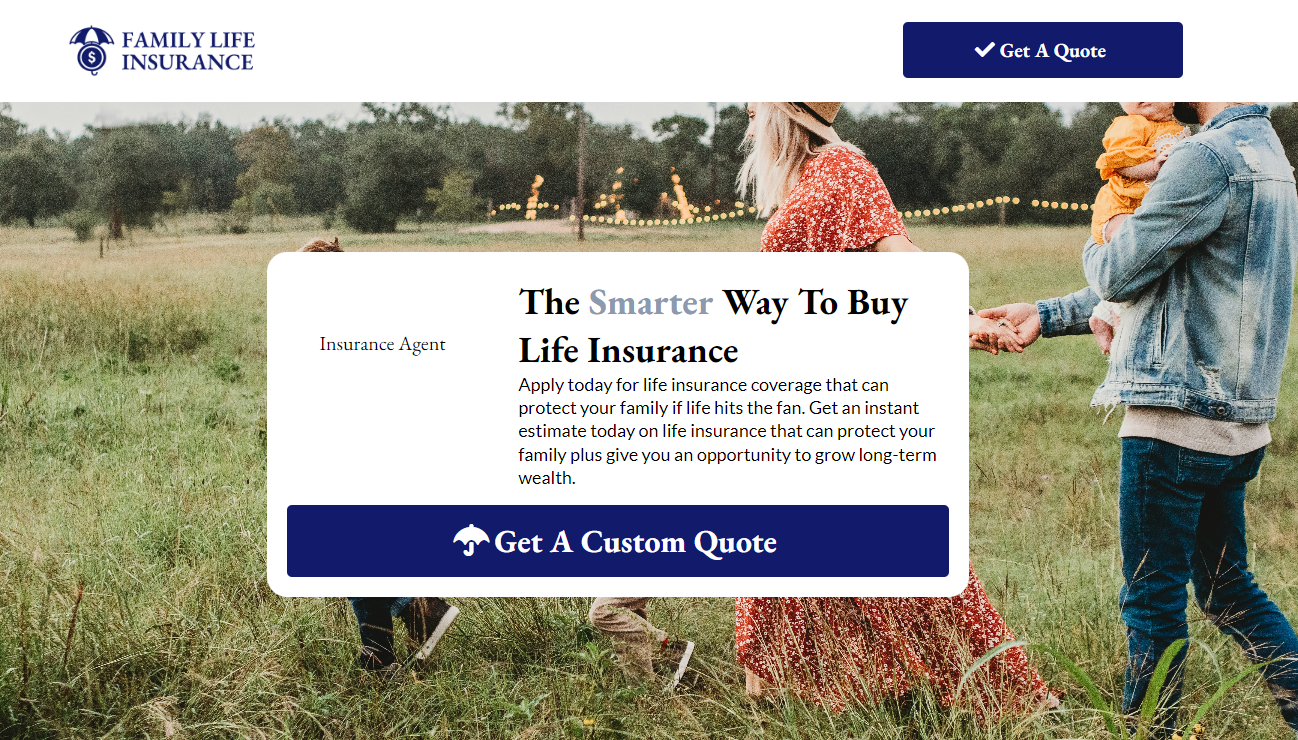 FAMILY LIFE
INSURANCE
$
Get A Quote
The Smarter Way To Buy
Life Insurance
Insurance Agent
Apply today for life insurance coverage that can
protect your family if life hits the fan. Get an instant
estimate today on life insurance that can protect your
family plus give you an opportunity to grow long-term
wealth.
Get A Custom Quote